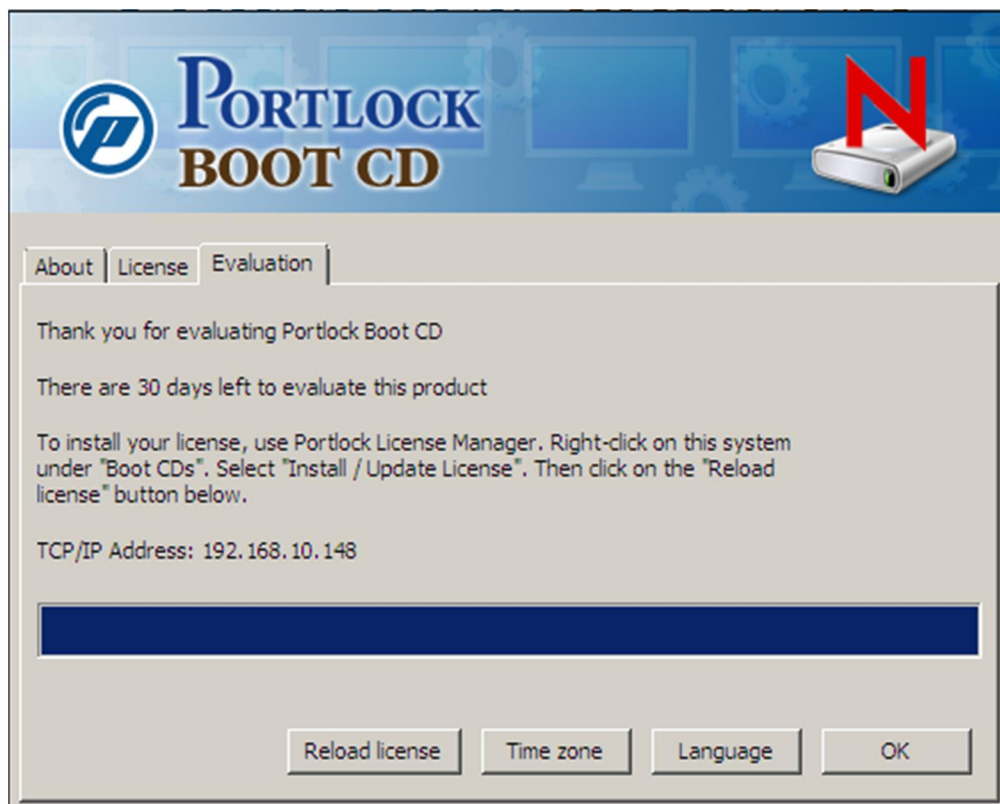 PORTLOCK
BOOT CD
N
About License Evaluation
Thank you for evaluating Portlock Boot CD
There are 30 days left to evaluate this product
To install your license, use Portlock License Manager. Right-click on this system
under "Boot CDs". Select "Install / Update License". Then click on the "Reload
license" button below.
TCP/IP Address: 192.168.10.148
Reload license Time zone Language OK